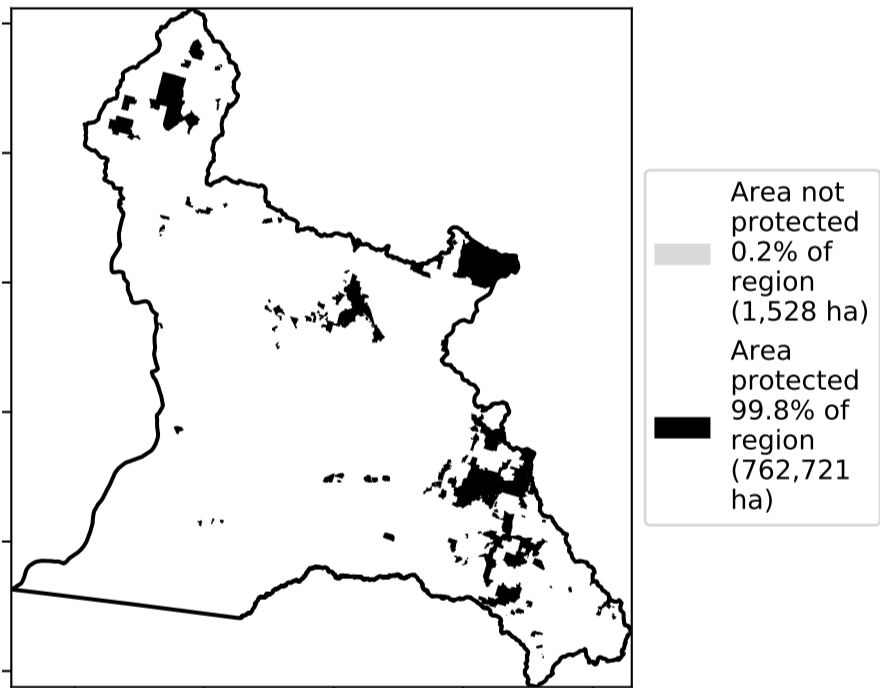 Area not
protected
0.2% of
region
(1,528 ha)
Area
protected
99.8% of
region
(762,721
ha)